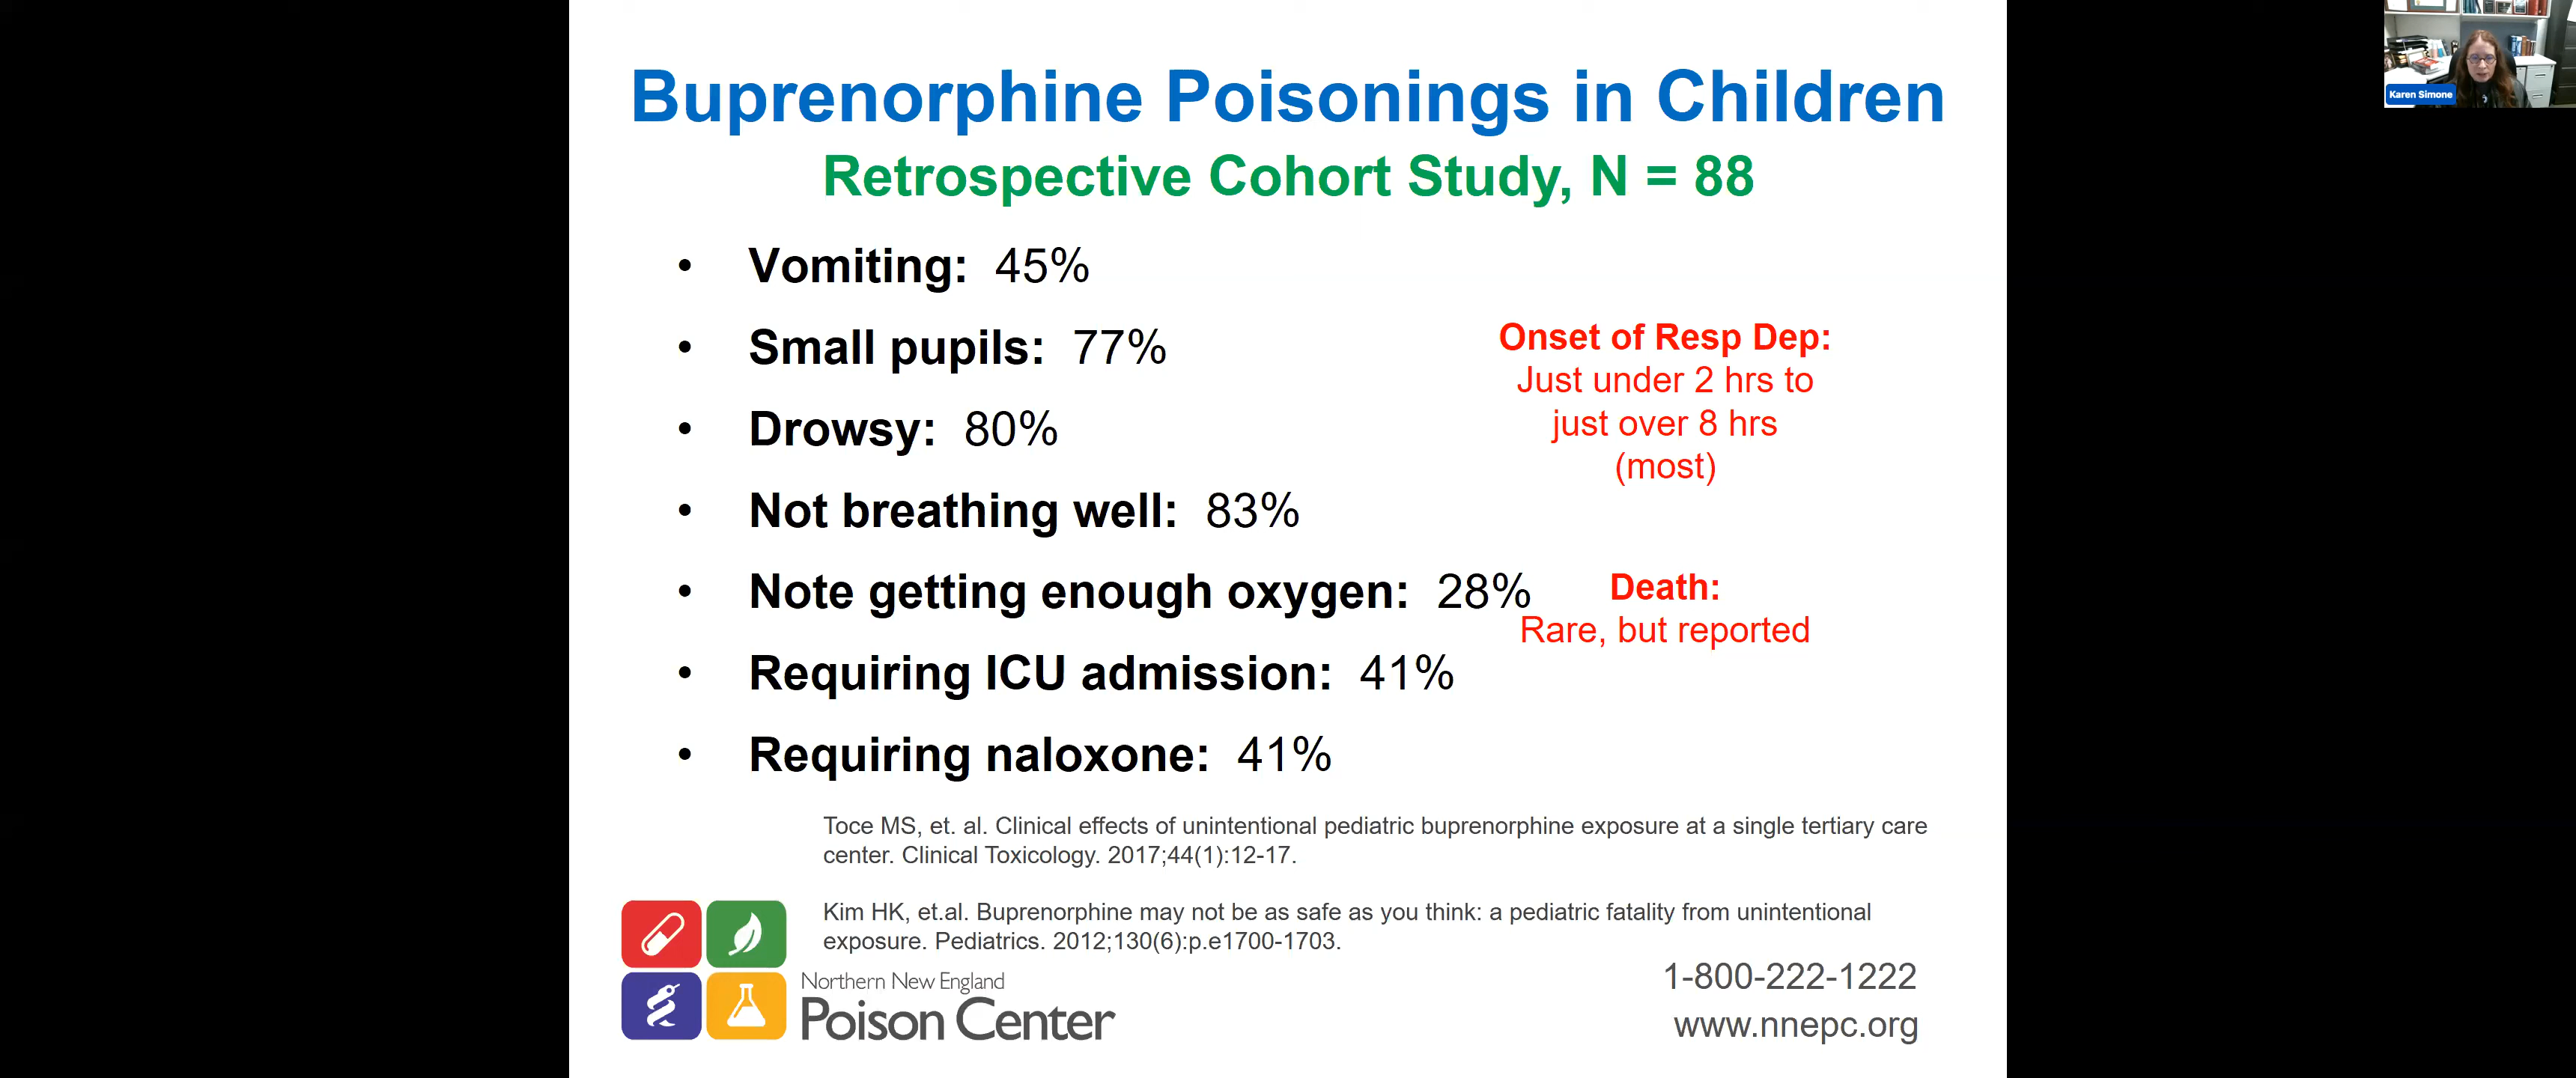 Buprenorphine Poisonings in Children
Retrospective Cohort Study, N = 88
• Vomiting: 45%
• Small pupils: 77%
• Drowsy: 80%
• Not breathing well: 83%
• Note getting enough oxygen: 28%
• Requiring ICU admission: 41%
• Requiring naloxone: 41%
Onset of Resp Dep:
Just under 2 hrs to
just over 8 hrs
(most)
Death:
Rare, but reported
Toce MS, et. al. Clinical effects of unintentional pediatric buprenorphine exposure at a single tertiary care
center. Clinical Toxicology. 2017;44(1):12-17.
Kim HK, et.al. Buprenorphine may not be as safe as you think: a pediatric fatality from unintentional
exposure. Pediatrics. 2012;130(6):p.e1700-1703.
Northern New England
Poison Center
1-800-222-1222
www.nnepc.org
Karen Simone